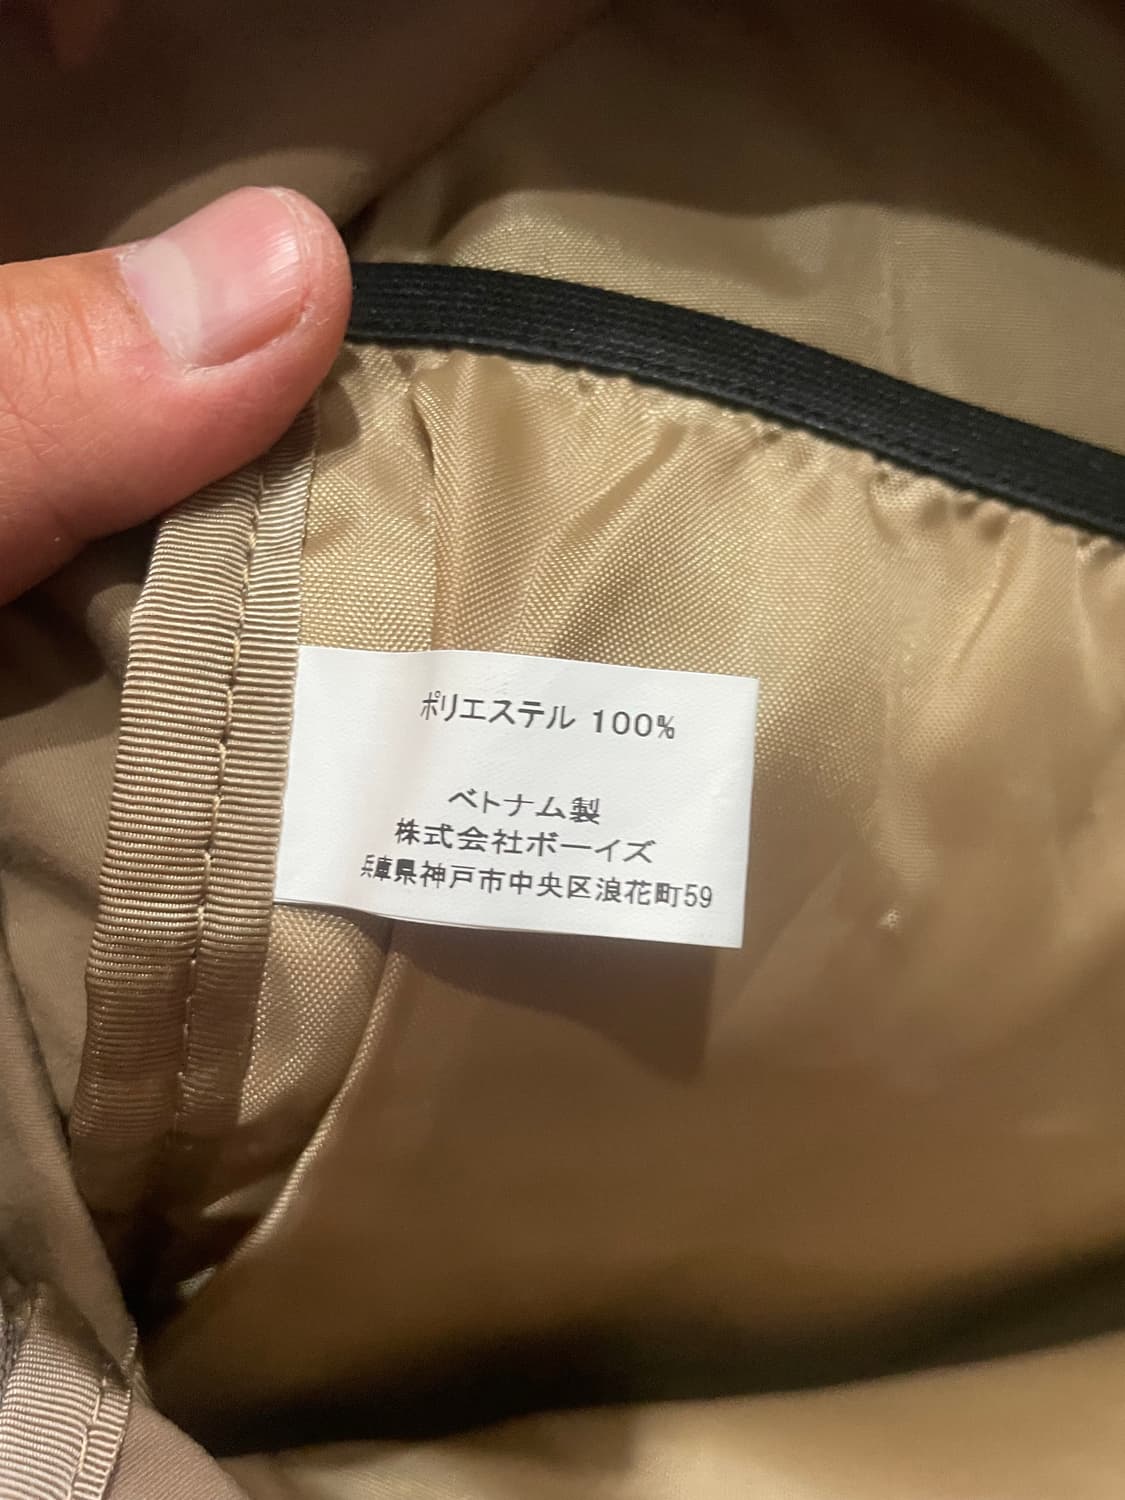 ポリエステル 100%
ベトナム製
株式会社ボーイズ
兵庫県神戸市中央区浪花町59